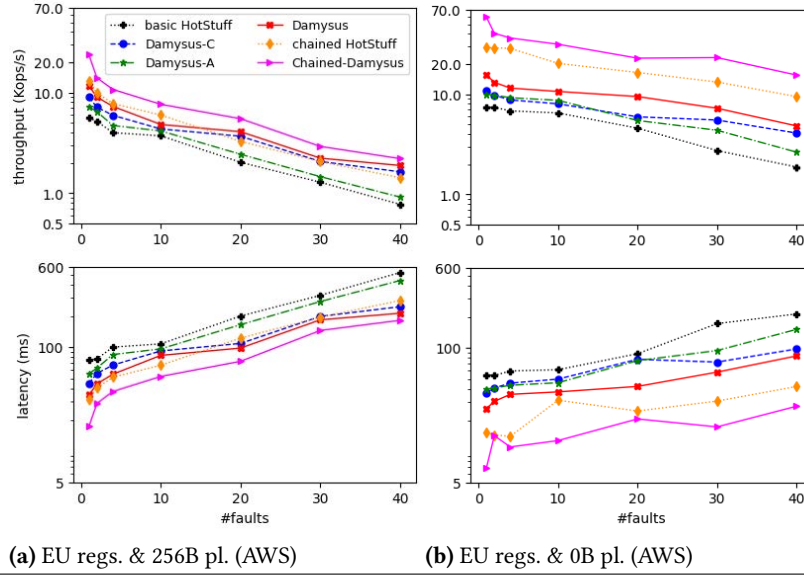 70.0
20.0
10.0
1.0
0.5
throughput (Kops/s)
basic HotStuff
Damysus-C
Damysus-A
Damysus
chained HotStuff
Chained-Damysus
0 10 20 30 40
70.0
20.0
10.0
1.0
0.5
0 10 20 30 40
600
100
5
latency (ms)
0 10 20 30 40
#faults
600
100
5
0 10 20 30 40
#faults
(a) EU regs. & 256B pl. (AWS)
(b) EU regs. & 0B pl. (AWS)